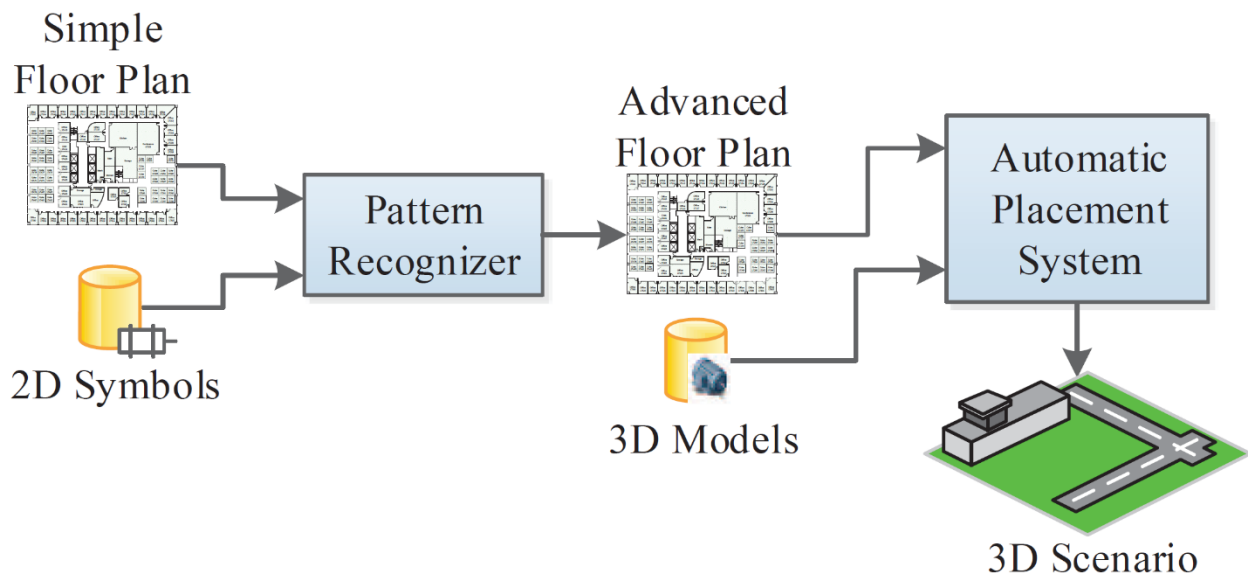 Simple
Floor Plan
2D Symbols
Pattern
Recognizer
Advanced
Floor Plan
3D Models
Automatic
Placement
System
3D Scenario